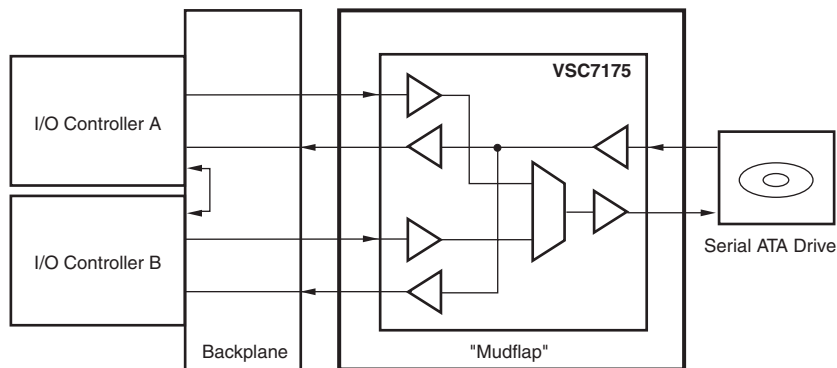 VSC7175
I/O Controller A
I/O Controller B
Serial ATA Drive
Backplane
"Mudflap"